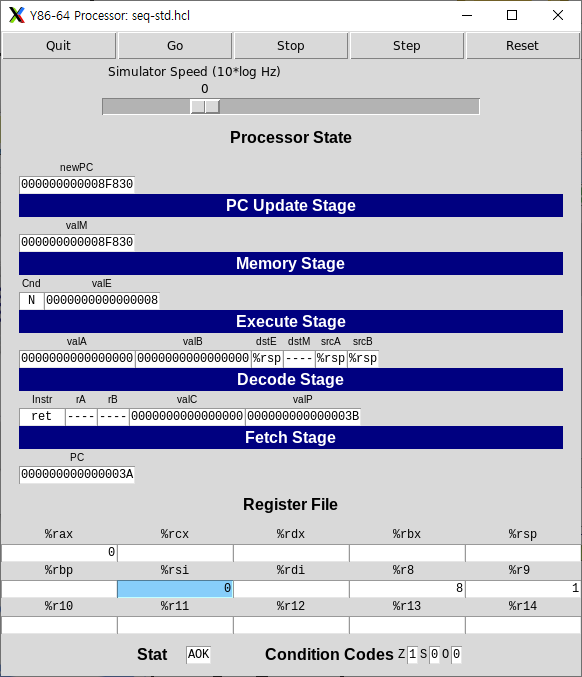 Y86-64 Processor: seq-std.hcl
Quit Go Stop Step Reset
Simulator Speed (10*log Hz)
0
Processor State
newPC
000000000008F830
PC Update Stage
valM
000000000008F830
Memory Stage
Cnd valE
N 0000000000000008
Execute Stage
valA valB dstE dstM srcA srcB
0000000000000000 0000000000000000 %rsp ---- %rsp %rsp
Decode Stage
Instr rA rB valC valP
ret ---- ---- 0000000000000000 000000000000003B
Fetch Stage
PC
000000000000003A
Register File
%rax %rcx %rdx %rbx %rsp
0
%rbp %rsi %rdi %r8 %r9
0 8 1
%r10 %r11 %r12 %r13 %r14
Stat AOK Condition Codes Z 1 S 0 O 0